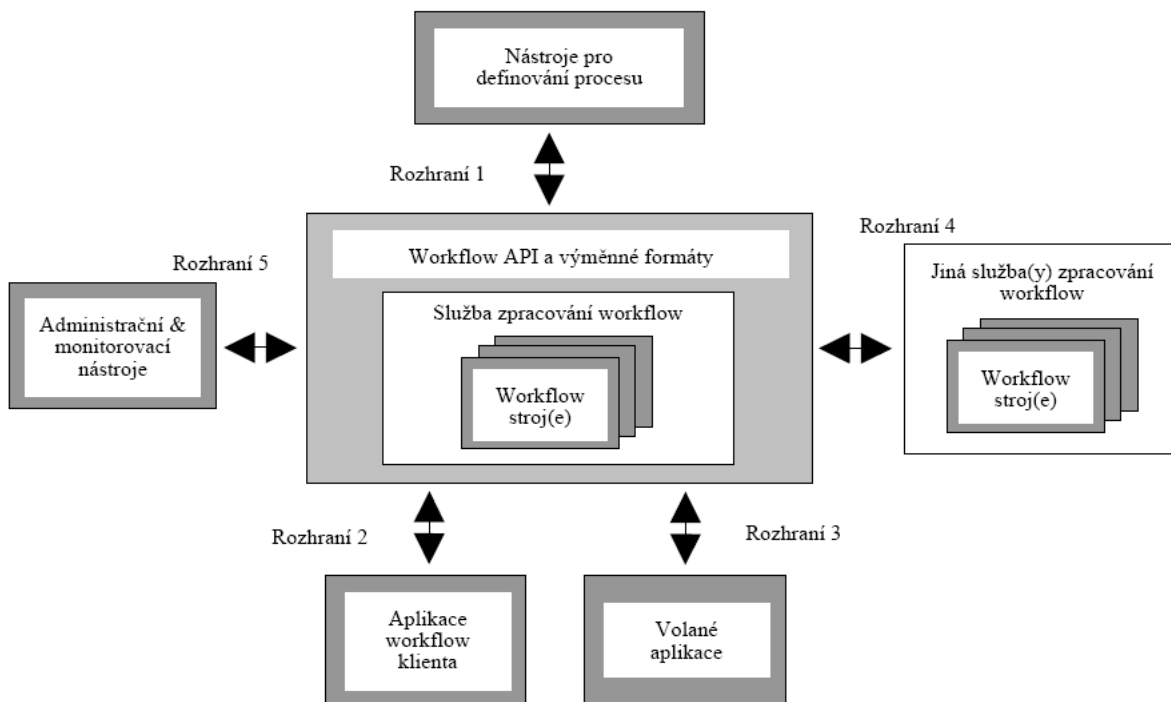 Nástroje pro
definování procesu
Rozhraní 1
Rozhraní 4
Workflow API a výměnné formáty
Rozhraní 5
Jiná služba(y) zpracování
workflow
Služba zpracování workflow
Administrační &
monitorovací
nástroje
Workflow
stroj(e)
Workflow
stroj(e)
Rozhraní 2
Rozhraní 3
Aplikace
workflow
klienta
Volané
aplikace